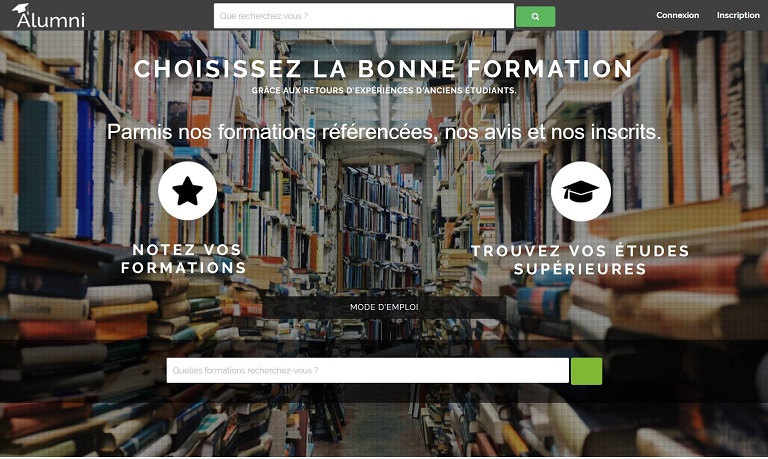 Alumni
Que recherchez vous ?
Connexion
Inscription
CHOISISSEZ LA BONNE FORMATION
GRÂCE AUX RETOURS D'EXPÉRIENCES D'ANCIENS ÉTUDIANTS.
Parmis nos formations référencées, nos avis et nos inscrits.
NOTEZ VOS
FORMATIONS
TROUVEZ VOS ÉTUDES
SUPÉRIEURES
MODE D'EMPLOI
Quelles formations recherchez-vous ?